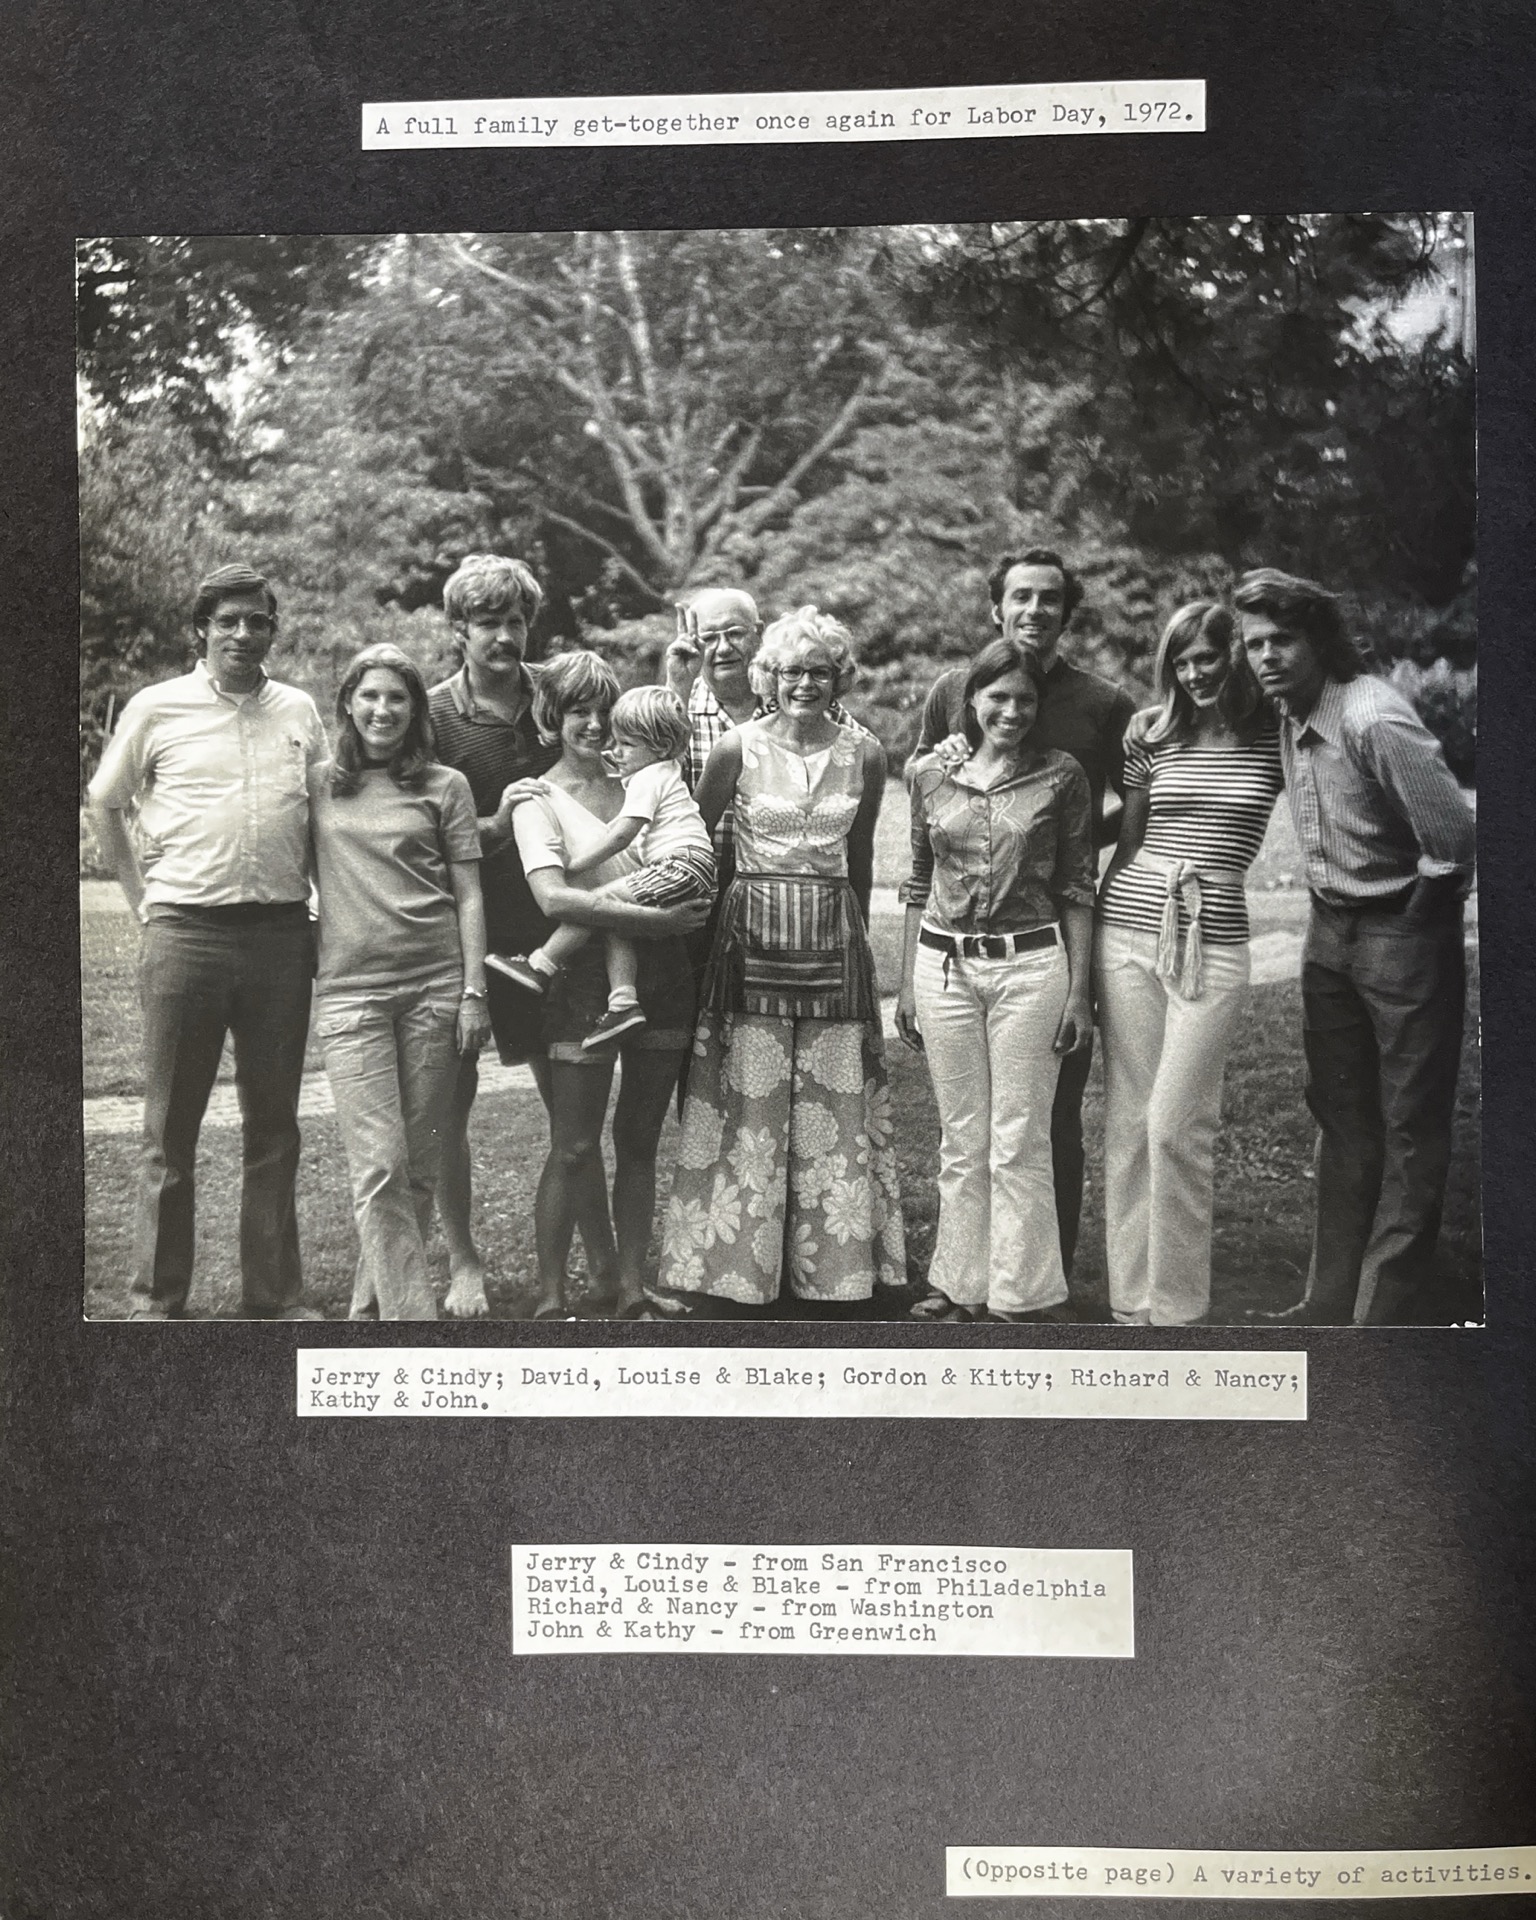 A full family get-together once again for Labor Day, 1972.
Jerry & Cindy; David, Louise & Blake; Gordon & Kitty; Richard & Nancy;
Kathy & John.
Jerry & Cindy - from San Francisco
David, Louise & Blake - from Philadelphia
Richard & Nancy - from Washington
John & Kathy - from Greenwich
(Opposite page) A variety of activities.